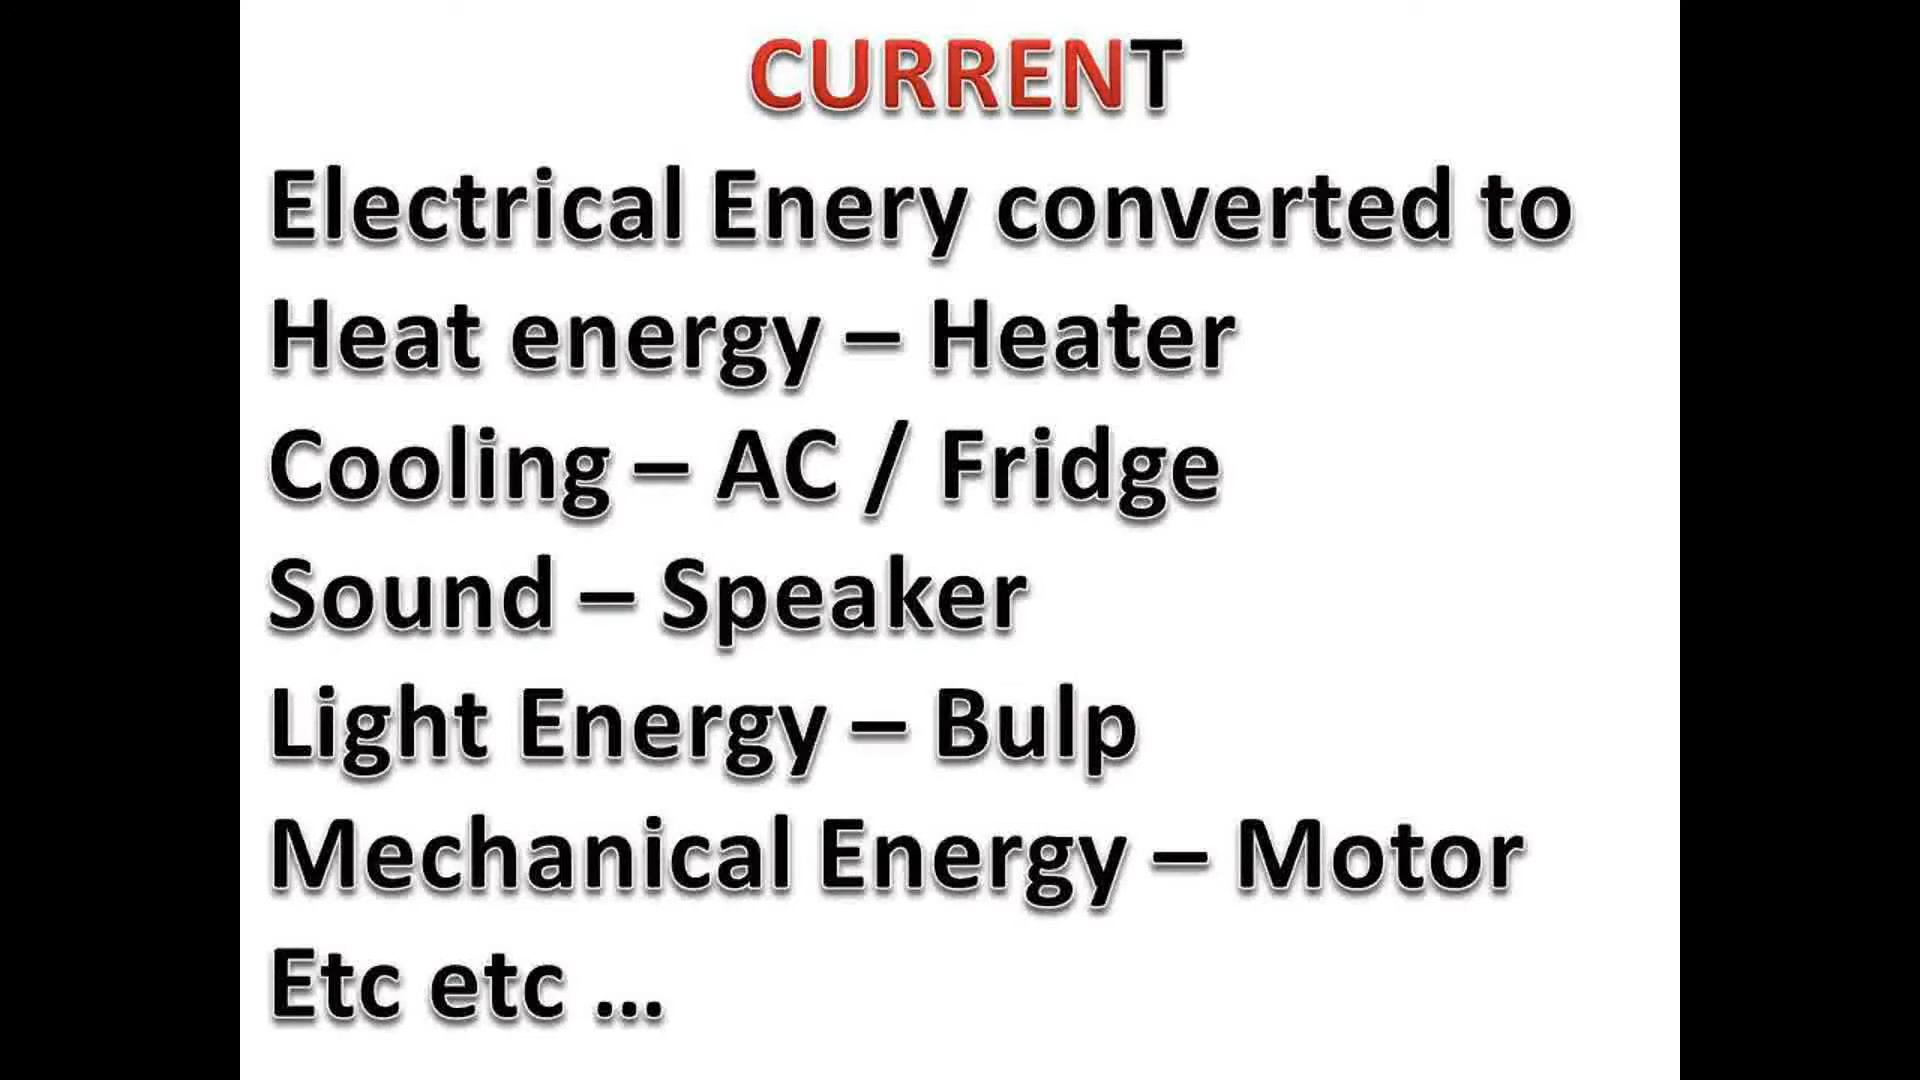 CURRENT
Electrical Enery converted to
Heat energy – Heater
Cooling – AC / Fridge
Sound – Speaker
Light Energy – Bulp
Mechanical Energy – Motor
Etc etc ...